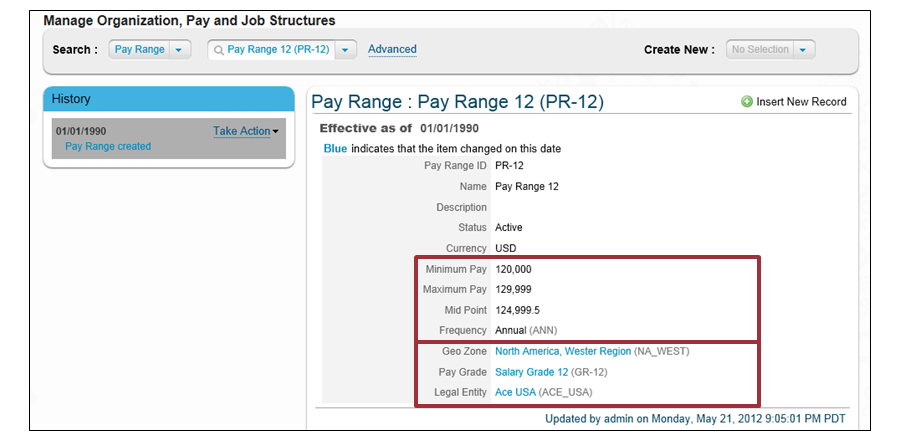 Manage Organization, Pay and Job Structures
Search : Pay Range Pay Range 12 (PR-12) Advanced Create New : No Selection
History
01/01/1990 Take Action
Pay Range created
Pay Range : Pay Range 12 (PR-12) Insert New Record
Effective as of 01/01/1990
Blue indicates that the item changed on this date
Pay Range ID PR-12
Name Pay Range 12
Description
Status Active
Currency USD
Minimum Pay 120,000
Maximum Pay 129,999
Mid Point 124,999.5
Frequency Annual (ANN)
Geo Zone North America, Wester Region (NA_WEST)
Pay Grade Salary Grade 12 (GR-12)
Legal Entity Ace USA (ACE_USA)
Updated by admin on Monday, May 21, 2012 9:05:01 PM PDT